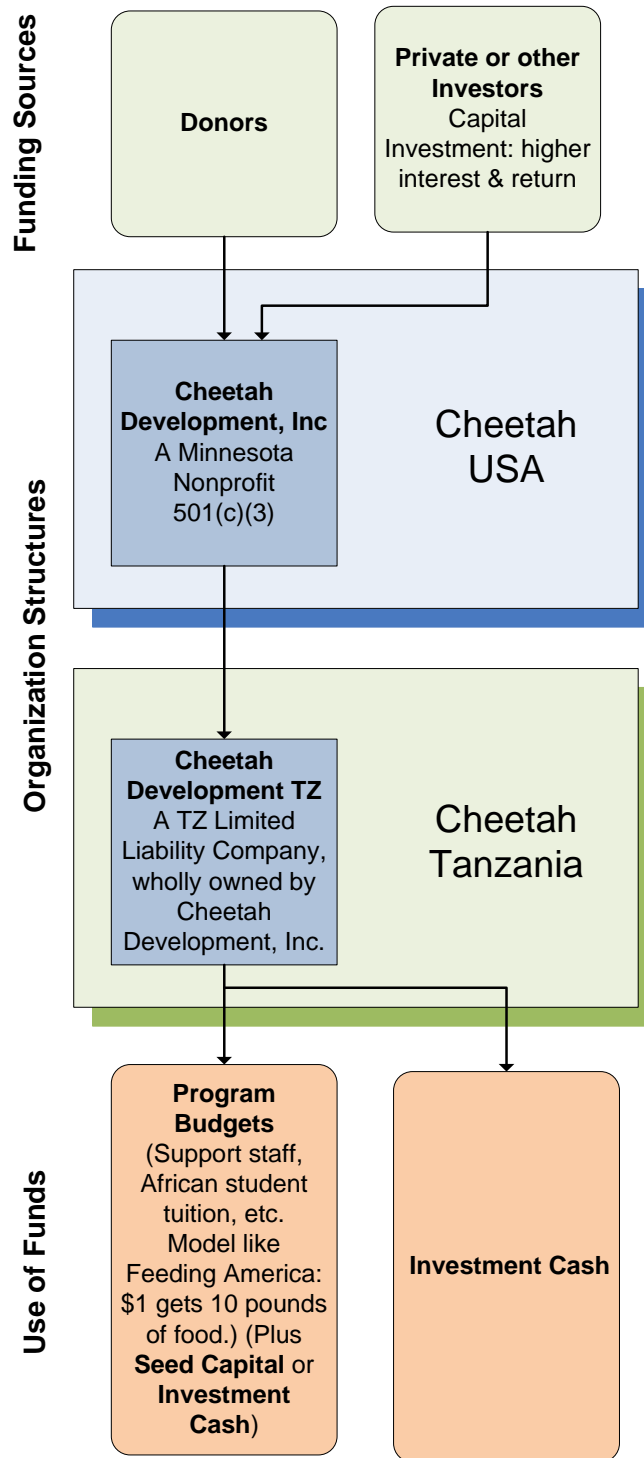 Funding Sources
Donors
Private or other
Investors
Capital
Investment: higher
interest & return
Organization Structures
Cheetah
Development, Inc
A Minnesota
Nonprofit
501(c)(3)
Cheetah
USA
Cheetah
Development TZ
A TZ Limited
Liability Company,
wholly owned by
Cheetah
Development, Inc.
Cheetah
Tanzania
Use of Funds
Program
Budgets
(Support staff,
African student
tuition, etc.
Model like
Feeding America:
$1 gets 10 pounds
of food.) (Plus
Seed Capital or
Investment
Cash)
Investment Cash